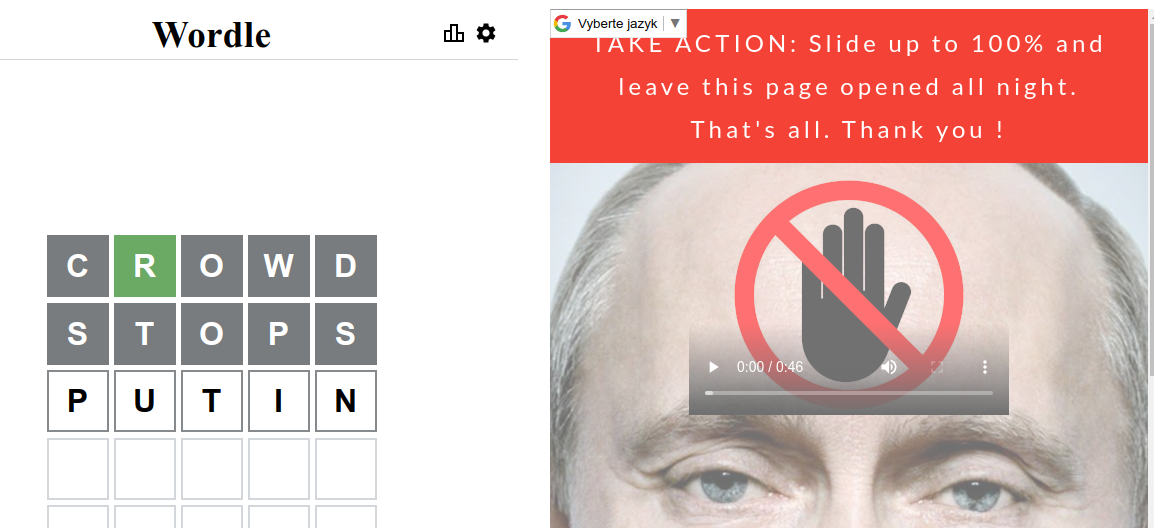 Wordle
C R O W D
S T O P S
P U T I N
Vyberte jazyk
TAKE ACTION: Slide up to 100% and
leave this page opened all night.
That's all. Thank you !
0:00 / 0:46